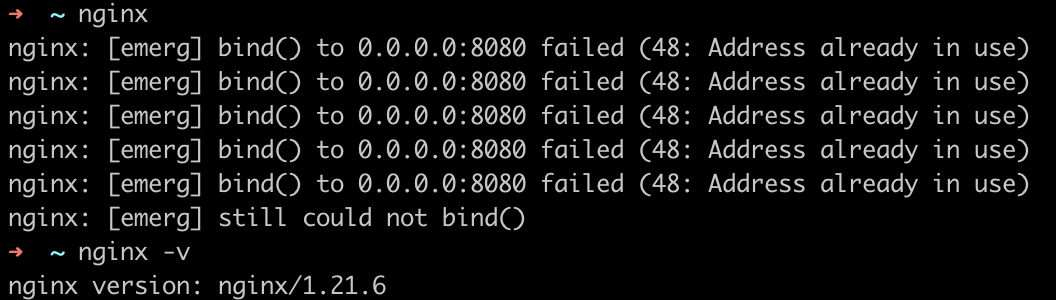 ➜  ~ nginx
nginx: [emerg] bind() to 0.0.0.0:8080 failed (48: Address already in use)
nginx: [emerg] bind() to 0.0.0.0:8080 failed (48: Address already in use)
nginx: [emerg] bind() to 0.0.0.0:8080 failed (48: Address already in use)
nginx: [emerg] bind() to 0.0.0.0:8080 failed (48: Address already in use)
nginx: [emerg] bind() to 0.0.0.0:8080 failed (48: Address already in use)
nginx: [emerg] still could not bind()
➜  ~ nginx -v
nginx version: nginx/1.21.6